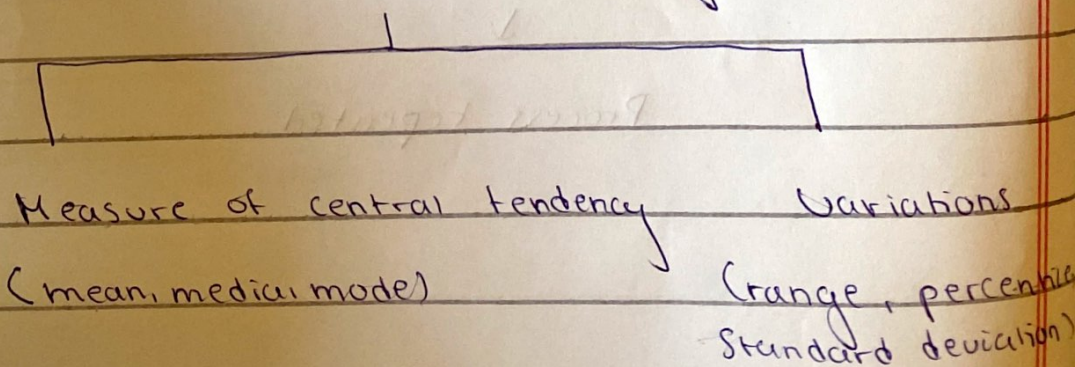 Measure of central tendency
Variations
(mean, media, mode)
(range, percentile
Standard deviation)